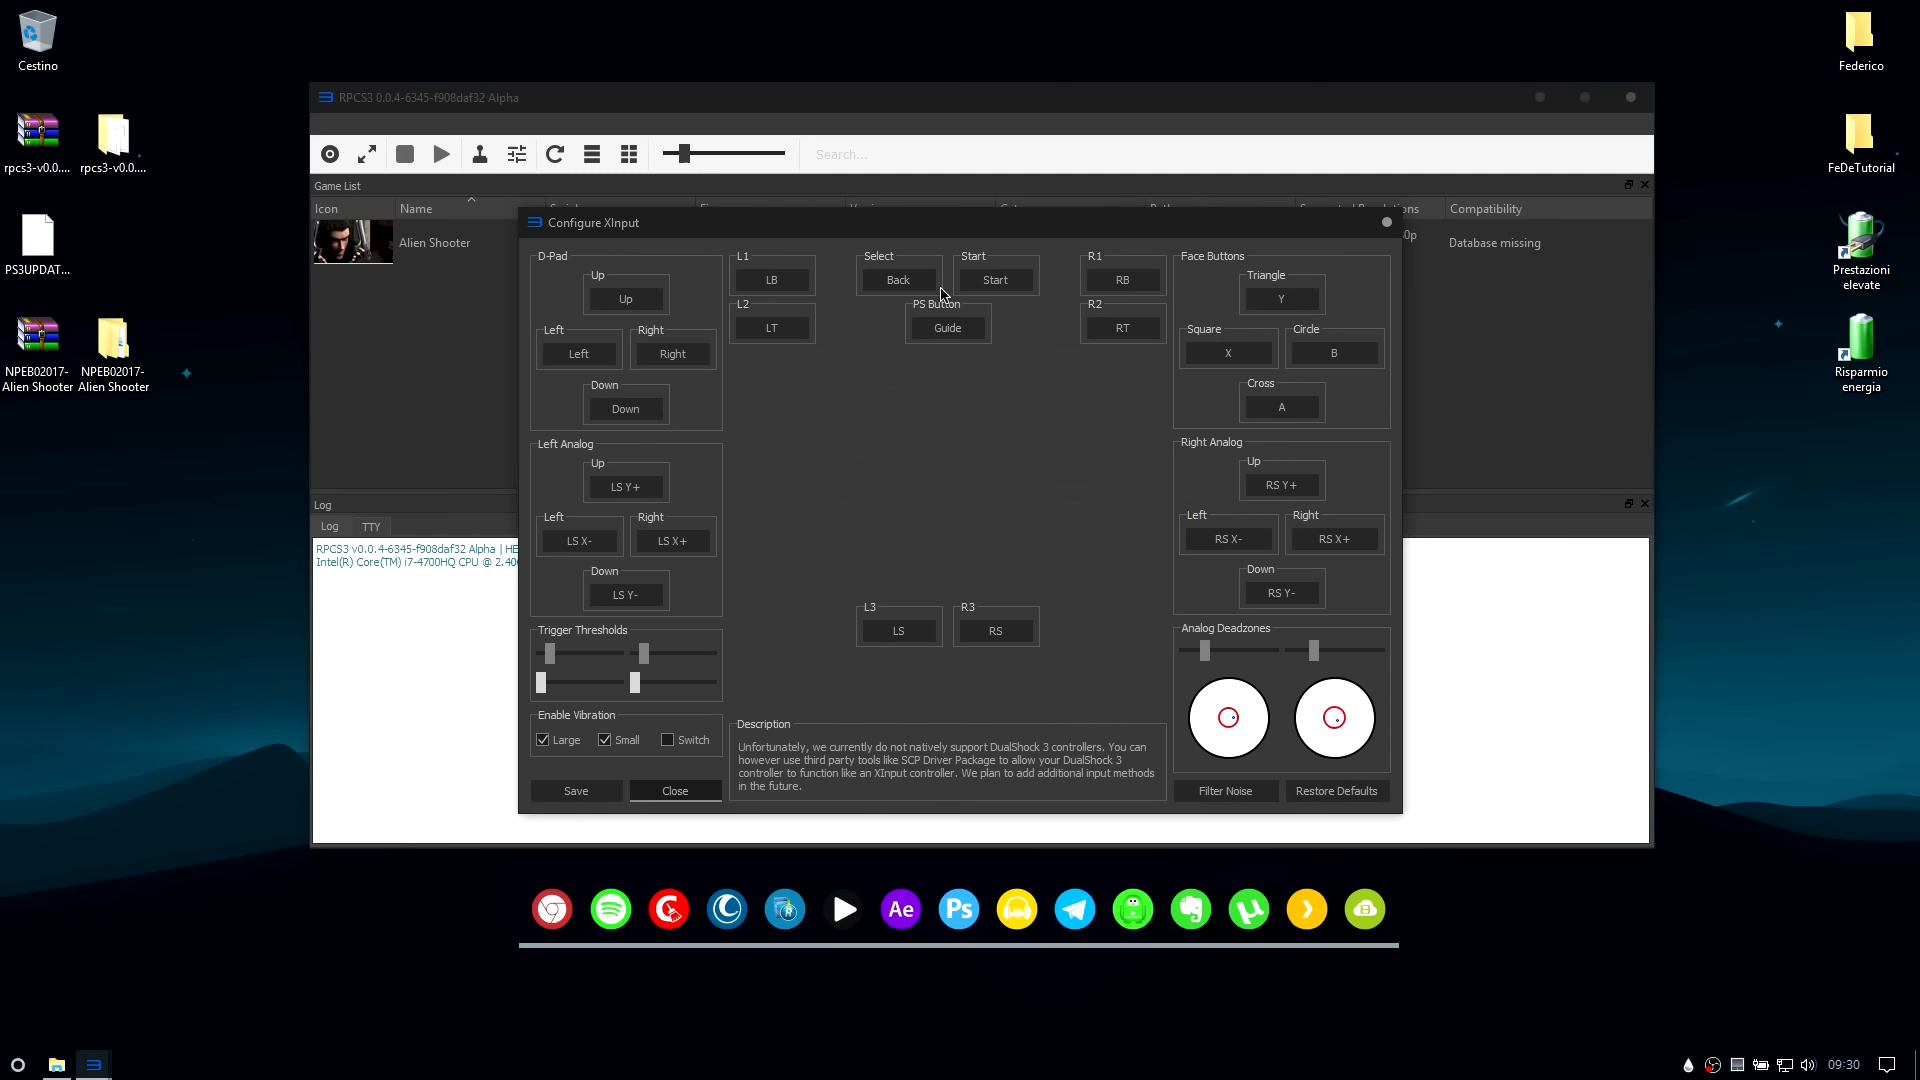 Cestino
rpcs3-v0.0....
rpcs3-v0.0....
PS3UPDAT...
NPEB02017-
Alien Shooter
NPEB02017-
Alien Shooter
Federico
FeDeTutorial
Prestazioni
elevate
Risparmio
energia
RPCS3 0.0.4-6345-f908daf32 Alpha
Search...
Game List
Icon
Name
Compatibility
Alien Shooter
Database missing
Configure XInput
D-Pad
Up
Up
Left
Left
Right
Right
Down
Down
L1
LB
L2
LT
Select
Back
Start
Start
PS Button
Guide
R1
RB
R2
RT
Face Buttons
Triangle
Y
Square
X
Circle
B
Cross
A
Left Analog
Up
LS Y+
Left
LS X-
Right
LS X+
Down
LS Y-
Right Analog
Up
RS Y+
Left
RS X-
Right
RS X+
Down
RS Y-
L3
LS
R3
RS
Trigger Thresholds
Analog Deadzones
Enable Vibration
Large
Small
Switch
Save
Close
Description
Unfortunately, we currently do not natively support DualShock 3 controllers. You can
however use third party tools like SCP Driver Package to allow your DualShock 3
controller to function like an XInput controller. We plan to add additional input methods
in the future.
Filter Noise
Restore Defaults
Log
Log
TTY
RPCS3 v0.0.4-6345-f908daf32 Alpha | HE
Intel(R) Core(TM) i7-4700HQ CPU @ 2.40
Ae
Ps
09:30